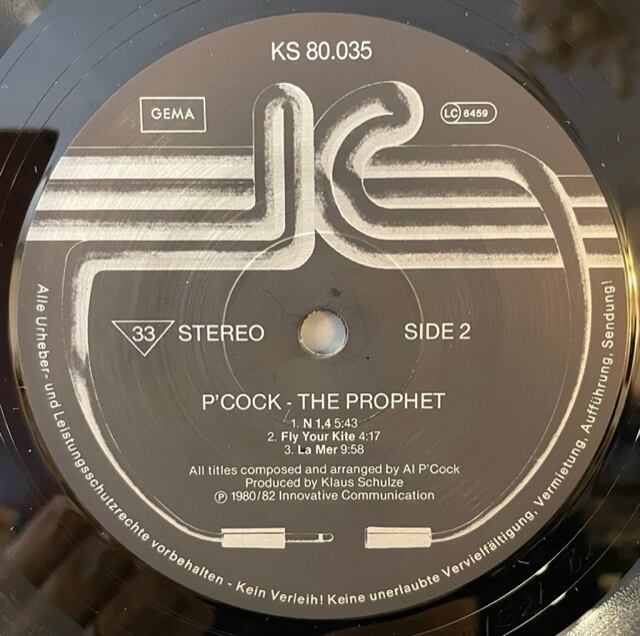 KS 80.035
GEMA
LC 6459
33 STEREO
SIDE 2
P'COCK - THE PROPHET
1. N 1,4 5:43
2. Fly Your Kite 4:17
3. La Mer 9:58
All titles composed and arranged by Al P'Cock
Produced by Klaus Schulze
Ⓟ 1980/82 Innovative Communication
Alle Urheber- und Leistungsschutzrechte vorbehalten - Kein Verleih! Keine unerlaubte Vervielfältigung, Vermietung, Aufführung, Sendung!